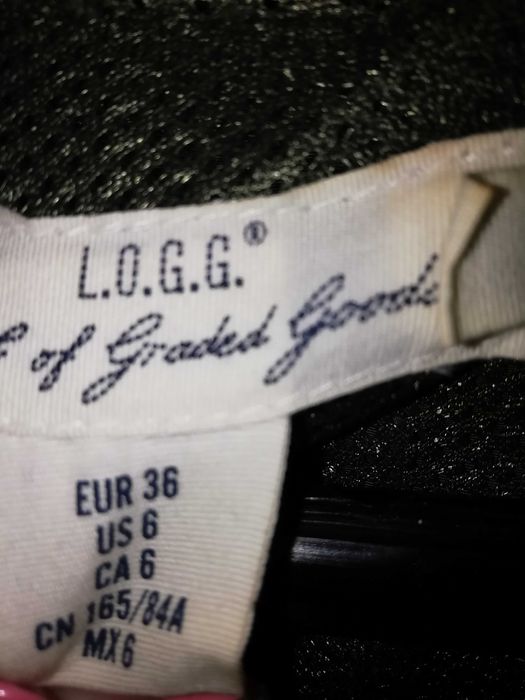 L.O.G.G.®
of Graded Goods
EUR 36
US 6
CA 6
CN 165/84A
MX 6